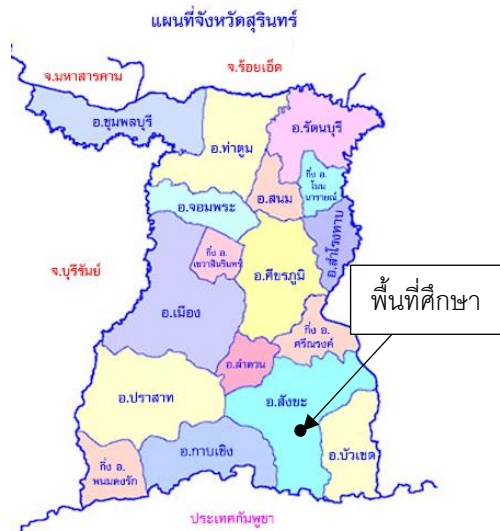 แผนที่จังหวัดสุรินทร์
จ.มหาสารคาม
จ.ร้อยเอ็ด
อ.ชุมพลบุรี
อ.รัตนบุรี
อ.ท่าตูม
กิ่ง อ.
โนน
นารายณ์
อ.สนม
อ.จอมพระ
อ.สำโรงทาบ
กิ่ง อ.
เขวาสินรินทร์
จ.บุรีรัมย์
อ.ศีขรภูมิ
พื้นที่ศึกษา
อ.เมือง
กิ่ง อ.
ศรีณรงค์
อ.ลำดวน
อ.ปราสาท
อ.สังขะ
อ.กาบเชิง
อ.บัวเชด
กิ่ง อ.
พนมดงรัก
ประเทศกัมพูชา